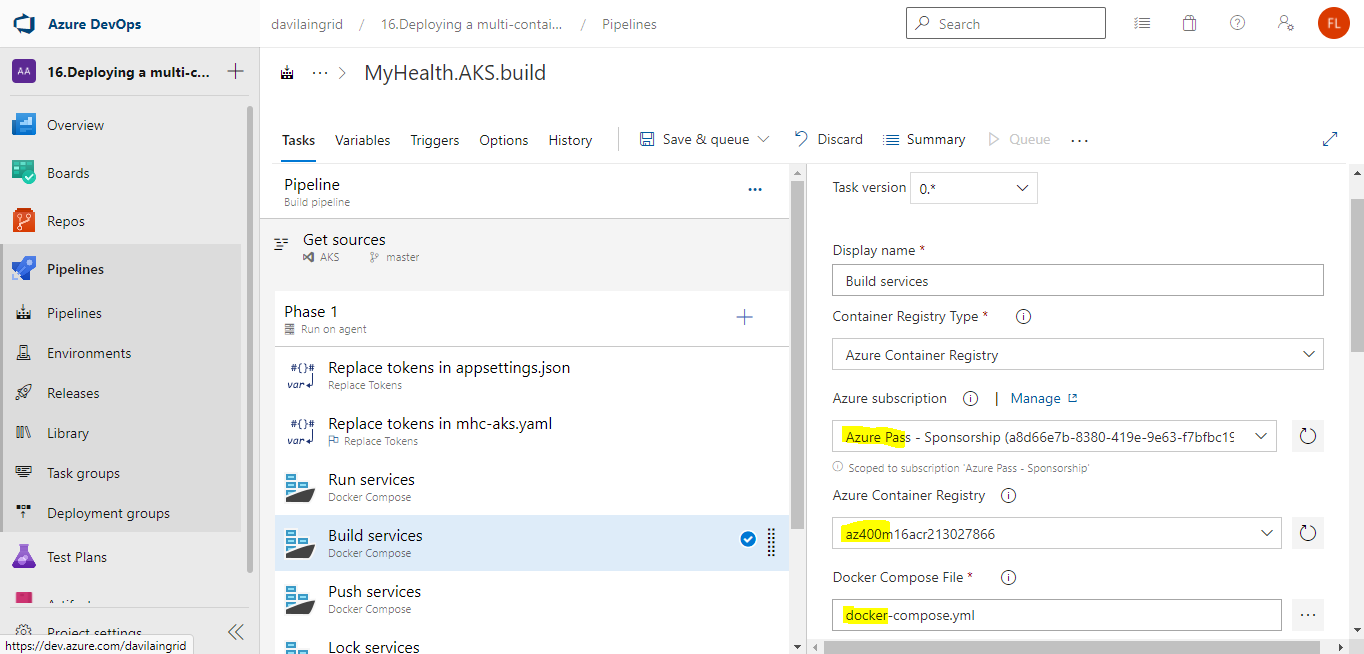 Azure DevOps
davilaingrid / 16.Deploying a multi-contai... / Pipelines
Search
FL
AA 16.Deploying a multi-c...
Overview
Boards
Repos
Pipelines
Pipelines
Environments
Releases
Library
Task groups
Deployment groups
Test Plans
Project settings
https://dev.azure.com/davilaingrid
... > MyHealth.AKS.build
Tasks Variables Triggers Options History Save & queue Discard Summary Queue ...
Pipeline
Build pipeline
Get sources
AKS master
Phase 1
Run on agent
#{}# Replace tokens in appsettings.json
var Replace Tokens
#{}# Replace tokens in mhc-aks.yaml
var Replace Tokens
Run services
Docker Compose
Build services
Docker Compose
Push services
Docker Compose
Lock services
Task version 0.*
Display name *
Build services
Container Registry Type *
Azure Container Registry
Azure subscription | Manage
Azure Pass - Sponsorship (a8d66e7b-8380-419e-9e63-f7bfbc19
Scoped to subscription 'Azure Pass - Sponsorship'
Azure Container Registry
az400m16acr213027866
Docker Compose File *
docker-compose.yml